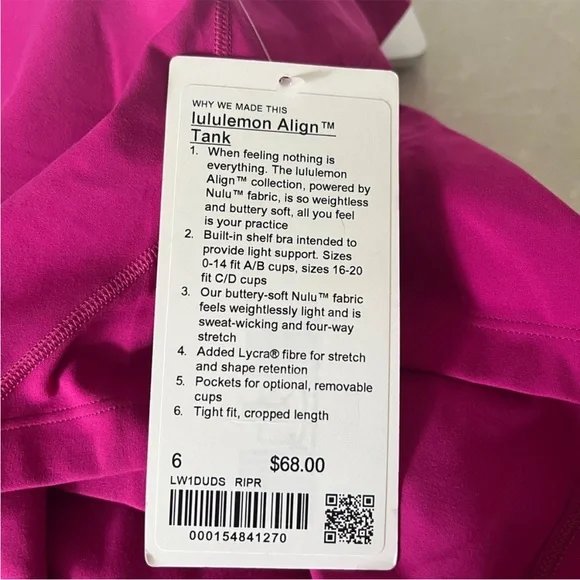 WHY WE MADE THIS
lululemon Align™
Tank
1. When feeling nothing is
everything. The lululemon
Align™ collection, powered by
Nulu™ fabric, is so weightless
and buttery soft, all you feel
is your practice
2. Built-in shelf bra intended to
provide light support. Sizes
0-14 fit A/B cups, sizes 16-20
fit C/D cups
3. Our buttery-soft Nulu™ fabric
feels weightlessly light and is
sweat-wicking and four-way
stretch
4. Added Lycra® fibre for stretch
and shape retention
5. Pockets for optional, removable
cups
6. Tight fit, cropped length
6 $68.00
LW1DUDS RIPR
000154841270